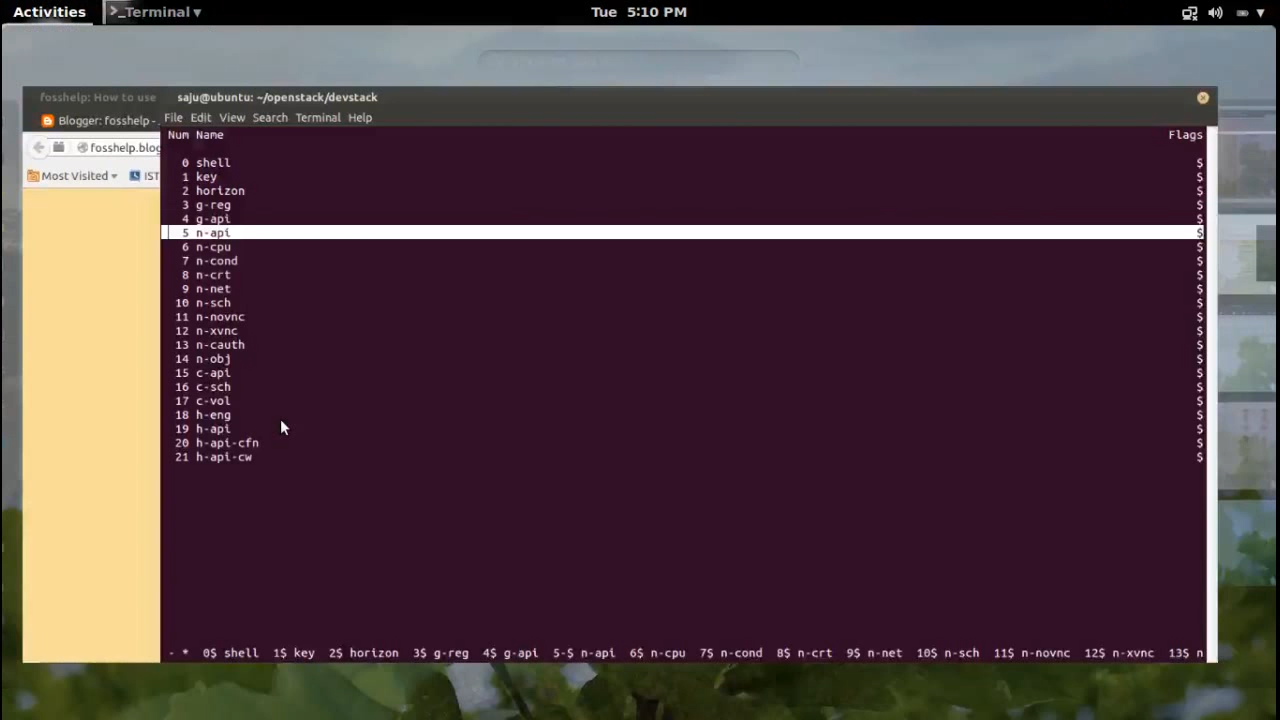 Activities >_Terminal ▾ Tue 5:10 PM
fosshelp: How to use saju@ubuntu: ~/openstack/devstack
Blogger: fosshelp - File Edit View Search Terminal Help
fosshelp.blog
Most Visited ▾ IST
Num Name Flags
0 shell $
1 key $
2 horizon $
3 g-reg $
4 g-api $
5 n-api $
6 n-cpu $
7 n-cond $
8 n-crt $
9 n-net $
10 n-sch $
11 n-novnc $
12 n-xvnc $
13 n-cauth $
14 n-obj $
15 c-api $
16 c-sch $
17 c-vol $
18 h-eng $
19 h-api $
20 h-api-cfn $
21 h-api-cw $
- * 0$ shell 1$ key 2$ horizon 3$ g-reg 4$ g-api 5-$ n-api 6$ n-cpu 7$ n-cond 8$ n-crt 9$ n-net 10$ n-sch 11$ n-novnc 12$ n-xvnc 13$ n